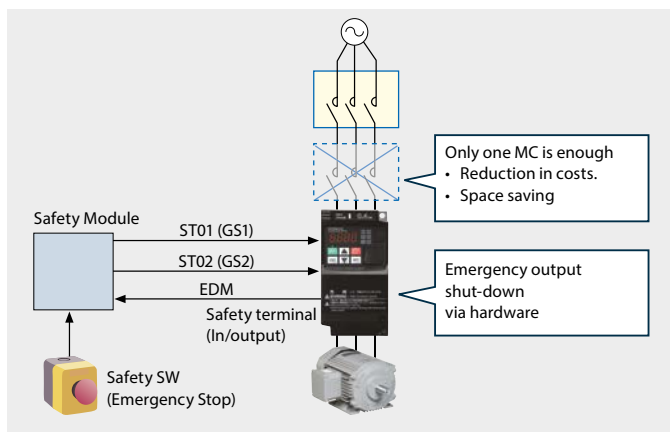 Only one MC is enough
• Reduction in costs.
• Space saving
Safety Module
ST01 (GS1)
ST02 (GS2)
EDM
Safety terminal
(In/output)
Emergency output
shut-down
via hardware
Safety SW
(Emergency Stop)